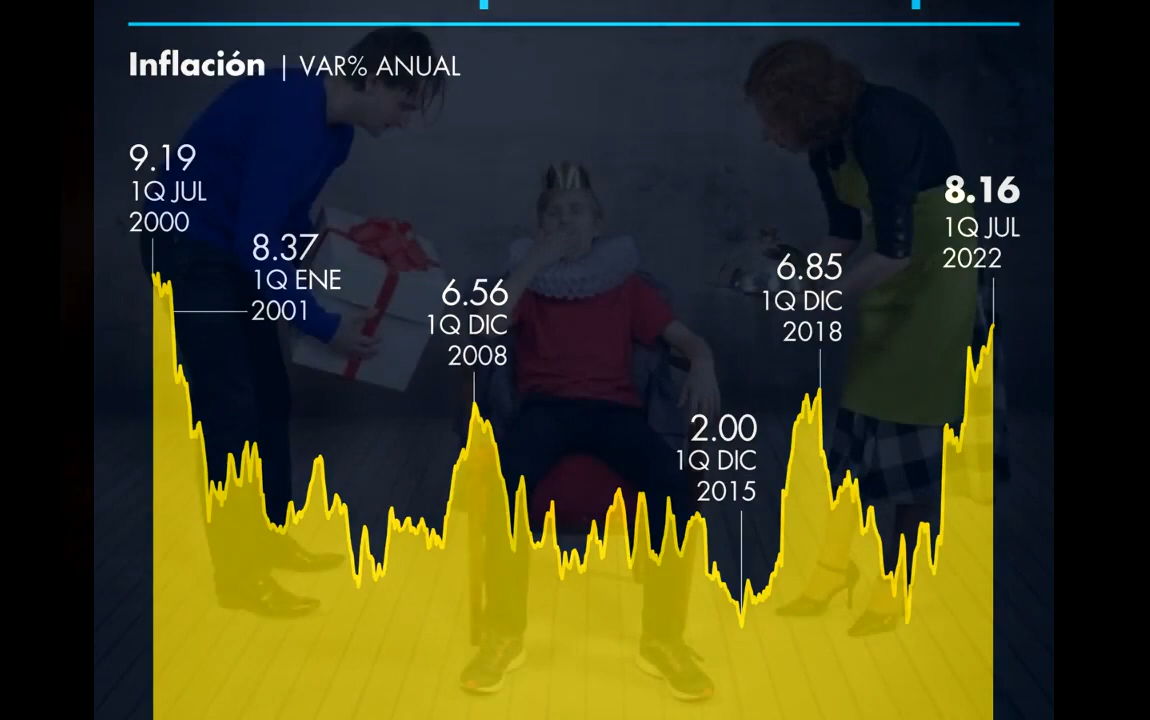 Inflación | VAR% ANUAL
9.19
1Q JUL
2000
8.37
1Q ENE
2001
6.56
1Q DIC
2008
2.00
1Q DIC
2015
6.85
1Q DIC
2018
8.16
1Q JUL
2022